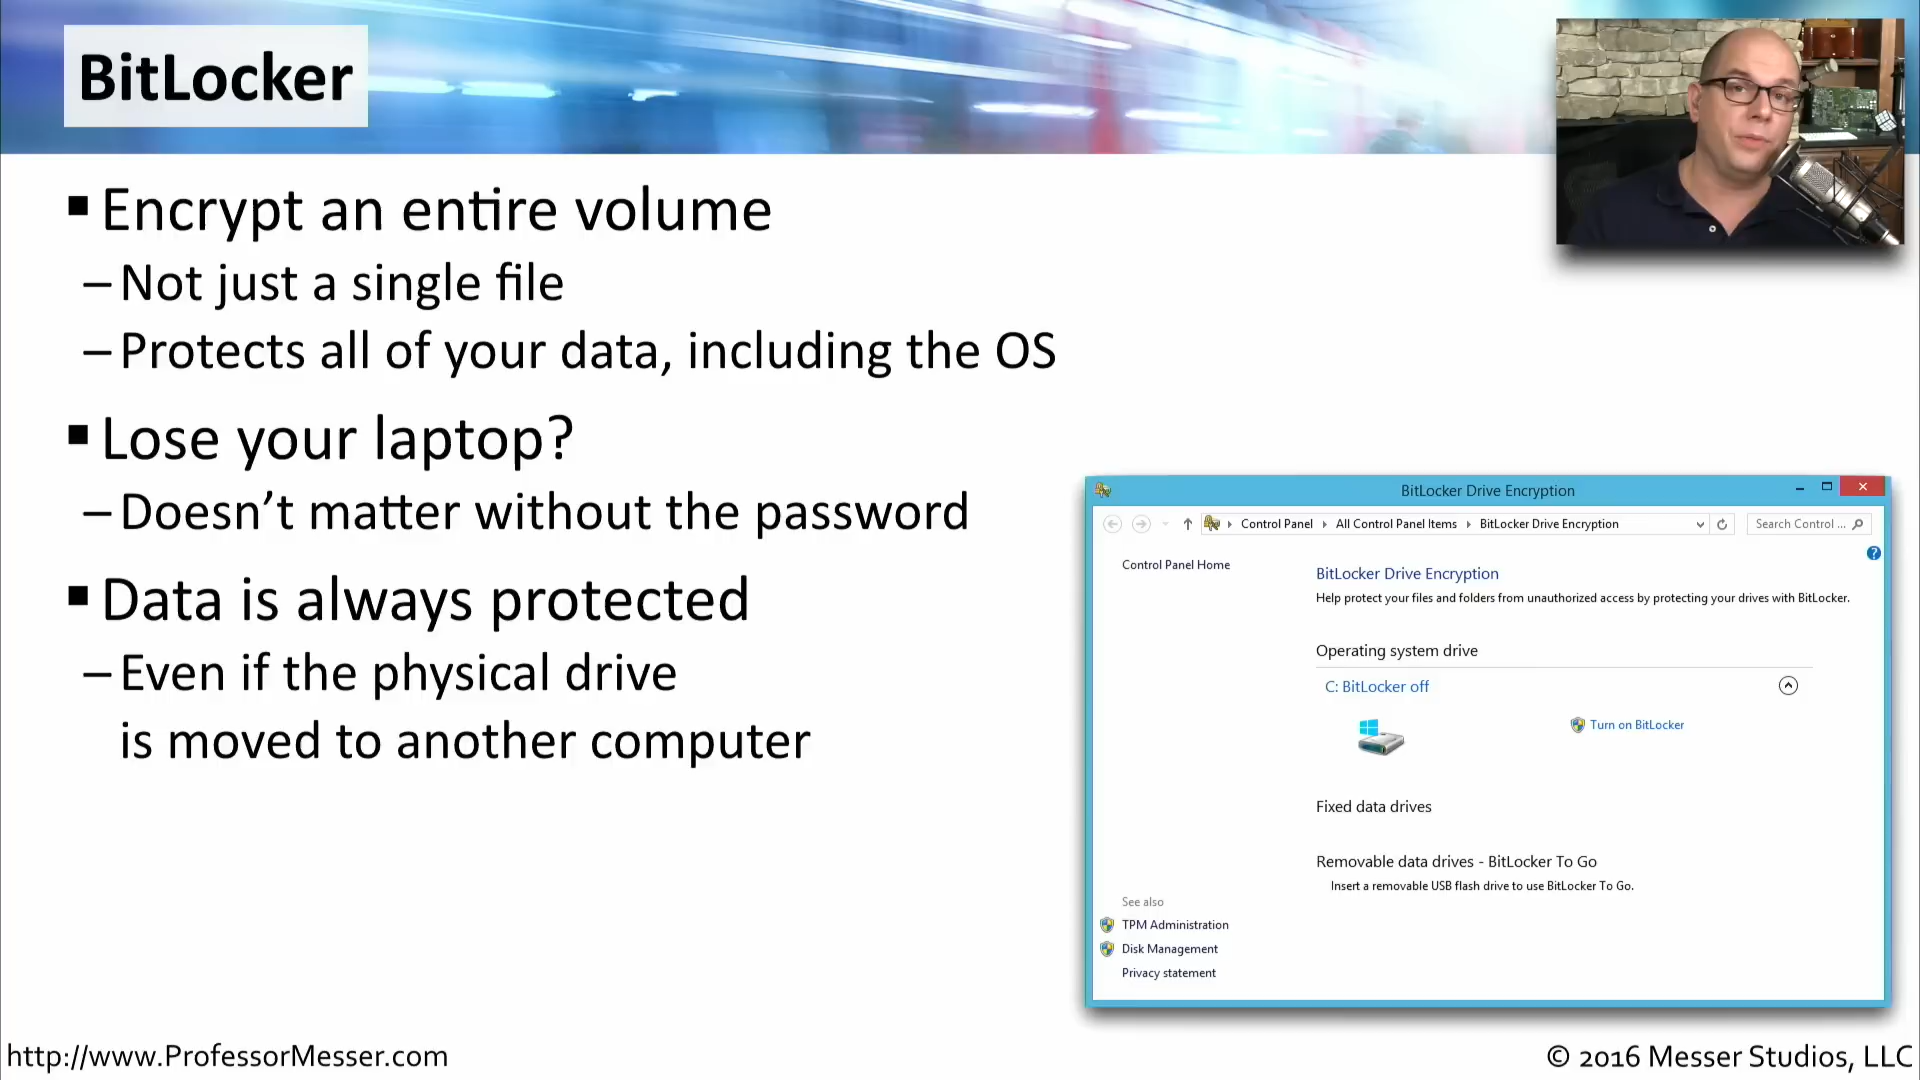 BitLocker
▪ Encrypt an entire volume
– Not just a single file
– Protects all of your data, including the OS
▪ Lose your laptop?
– Doesn’t matter without the password
▪ Data is always protected
– Even if the physical drive
is moved to another computer
BitLocker Drive Encryption
Control Panel
All Control Panel Items
BitLocker Drive Encryption
Search Control ...
Control Panel Home
BitLocker Drive Encryption
Help protect your files and folders from unauthorized access by protecting your drives with BitLocker.
Operating system drive
C: BitLocker off
Turn on BitLocker
Fixed data drives
Removable data drives - BitLocker To Go
Insert a removable USB flash drive to use BitLocker To Go.
See also
TPM Administration
Disk Management
Privacy statement
http://www.ProfessorMesser.com
© 2016 Messer Studios, LLC